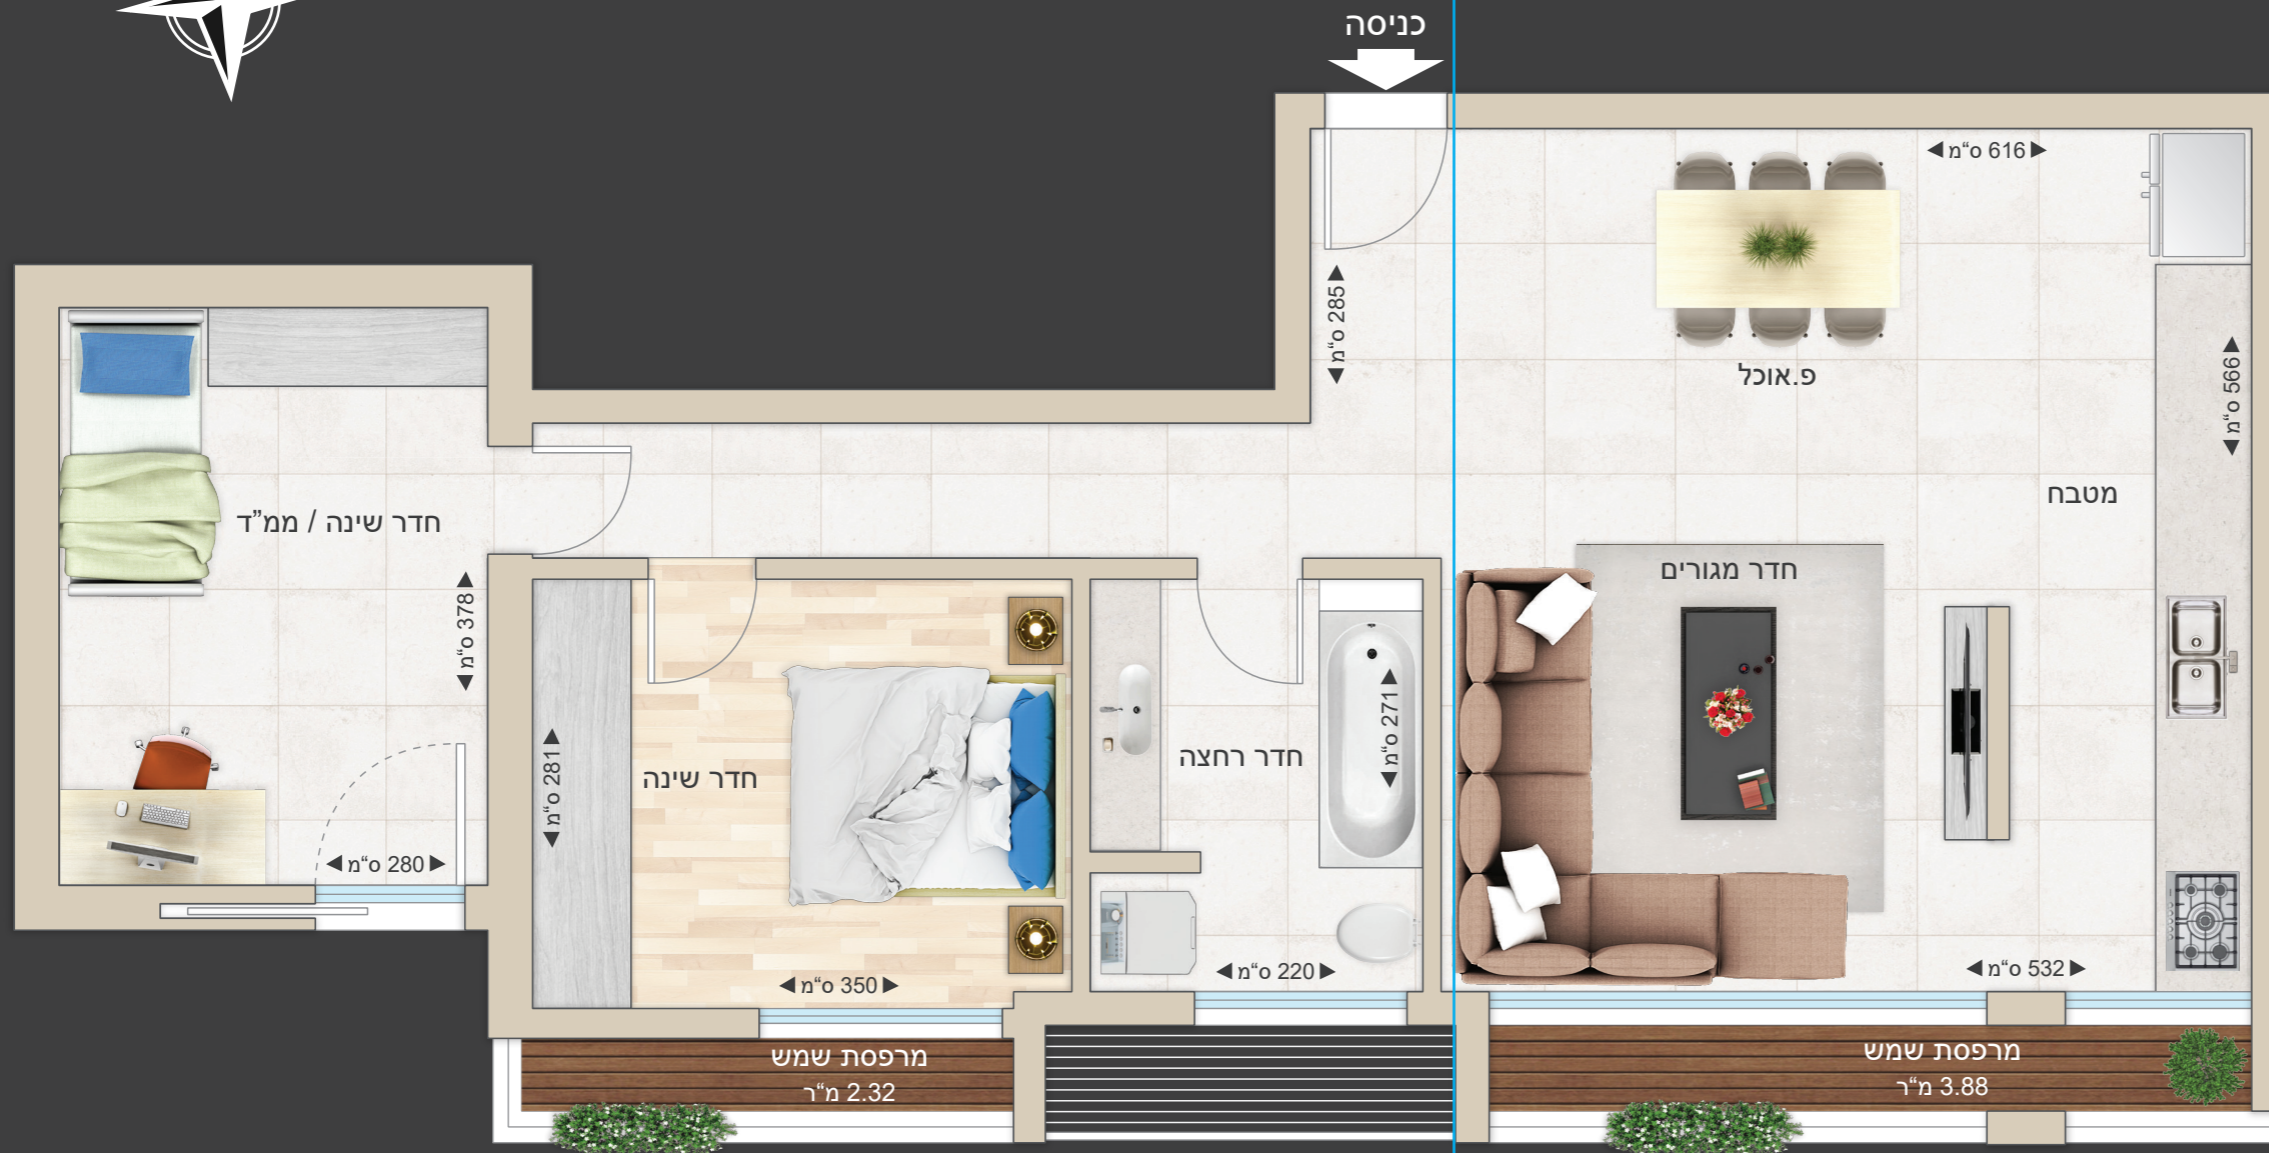 כניסה
616 ס"מ
285 ס"מ
566 ס"מ
פ.אוכל
מטבח
חדר מגורים
חדר שינה / ממ"ד
378 ס"מ
280 ס"מ
281 ס"מ
חדר שינה
350 ס"מ
חדר רחצה
271 ס"מ
220 ס"מ
532 ס"מ
מרפסת שמש
3.88 מ"ר
מרפסת שמש
2.32 מ"ר